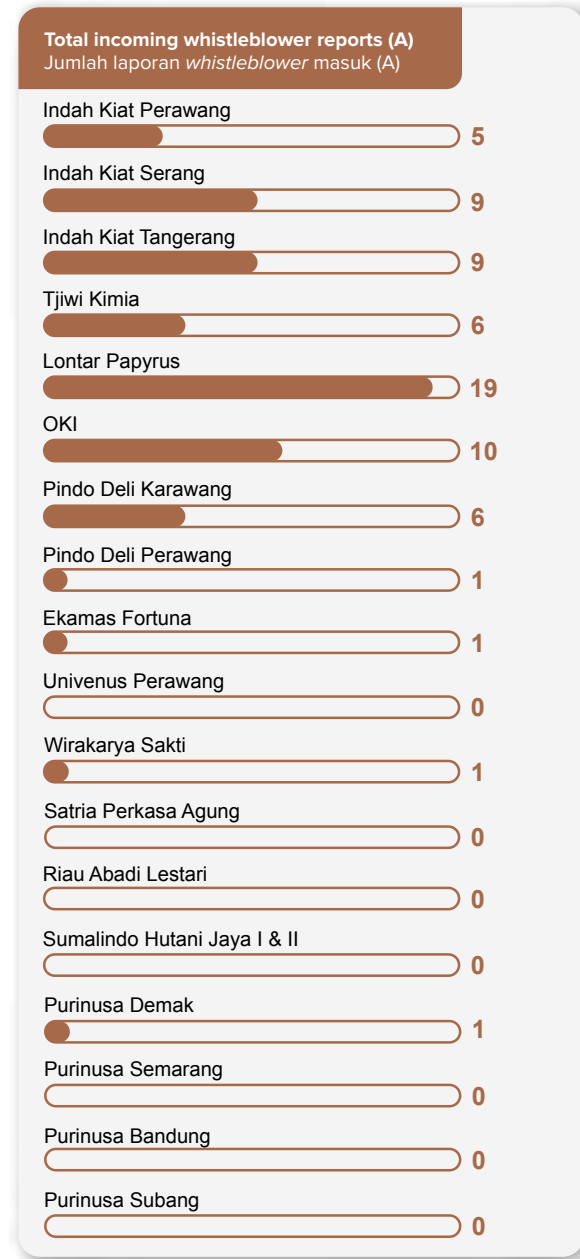 Total incoming whistleblower reports (A)
Jumlah laporan whistleblower masuk (A)
Indah Kiat Perawang
5
Indah Kiat Serang
9
Indah Kiat Tangerang
9
Tjiwi Kimia
6
Lontar Papyrus
19
OKI
10
Pindo Deli Karawang
6
Pindo Deli Perawang
1
Ekamas Fortuna
1
Univenus Perawang
0
Wirakarya Sakti
1
Satria Perkasa Agung
0
Riau Abadi Lestari
0
Sumalindo Hutani Jaya I & II
0
Purinusa Demak
1
Purinusa Semarang
0
Purinusa Bandung
0
Purinusa Subang
0